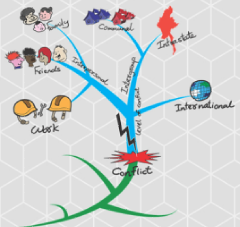 Family
Communal
Interstate
Friends
Interpersonal
Intergroup
International
Level of conflict
Work
Conflict